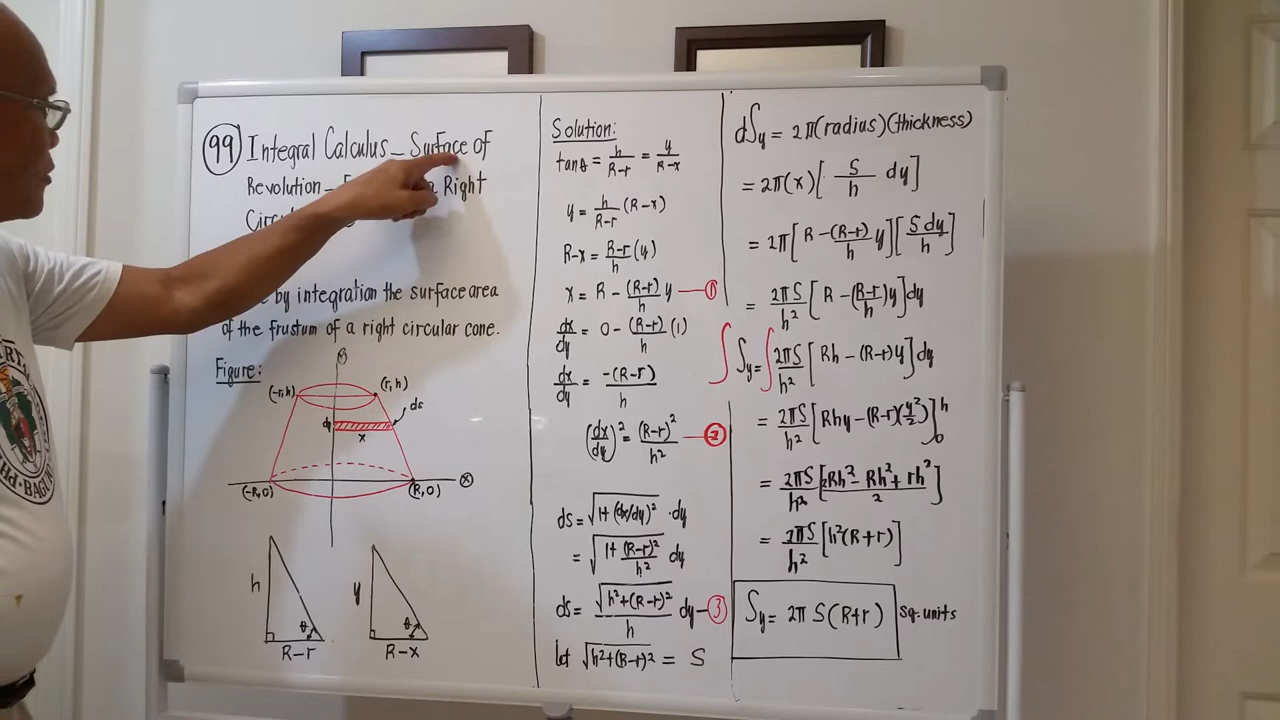 99 Integral Calculus – Surface of
Revolution – Right
by integration the surface area
of the frustum of a right circular cone.
Figure:
Y
(-r,h) (r,h)
ds
dy
x
(-R,0) (R,0) X
h θ R-r
y θ R-x
Solution:
tanθ = h/(R-r) = y/(R-x)
y = h/(R-r) (R-x)
R-x = (R-r)/h (y)
x = R - (R-r)/h y — 1
dx/dy = 0 - (R-r)/h (1)
dx/dy = -(R-r)/h
(dx/dy)² = (R-r)²/h² — 2
ds = √(1+(dx/dy)²) · dy
= √(1+(R-r)²/h²) dy
ds = √(h²+(R-r)²)/h dy — 3
let √(h²+(R-r)²) = S
dSy = 2π(radius)(thickness)
= 2π(x)[S/h dy]
= 2π[R - (R-r)/h y][S dy/h]
= 2πS/h [R - (R-r)/h y]dy
∫Sy = ∫ 2πS/h² [Rh - (R-r)y]dy
= 2πS/h² [Rhy - (R-r)(y²/2)]₀ʰ
= 2πS/h² [(2Rh² - Rh² + rh²)/2]
= 2πS/h² [h²(R+r)]
Sy = 2π S(R+r) sq. units